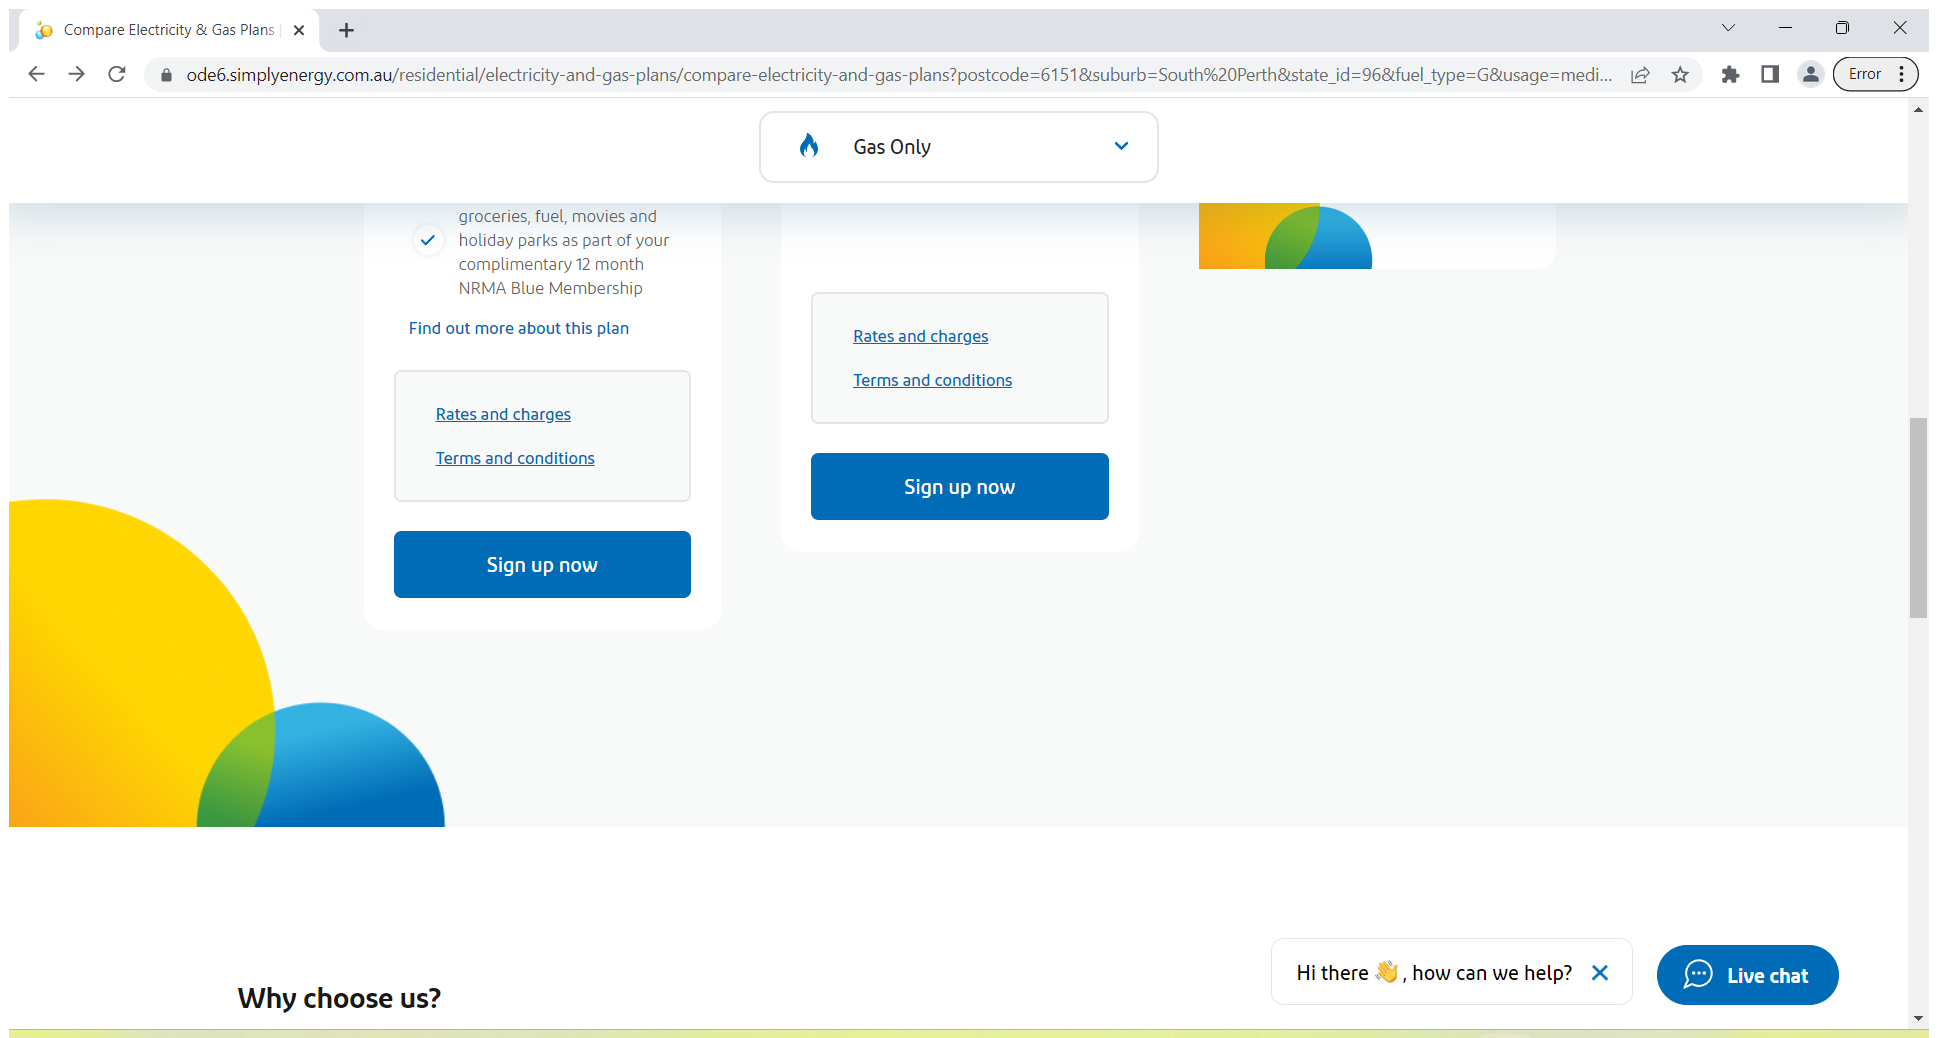 Compare Electricity & Gas Plans
ode6.simplyenergy.com.au/residential/electricity-and-gas-plans/compare-electricity-and-gas-plans?postcode=6151&suburb=South%20Perth&state_id=96&fuel_type=G&usage=medi...
Error
Gas Only
groceries, fuel, movies and
holiday parks as part of your
complimentary 12 month
NRMA Blue Membership
Find out more about this plan
Rates and charges
Terms and conditions
Sign up now
Rates and charges
Terms and conditions
Sign up now
Why choose us?
Hi there 👋, how can we help?
Live chat